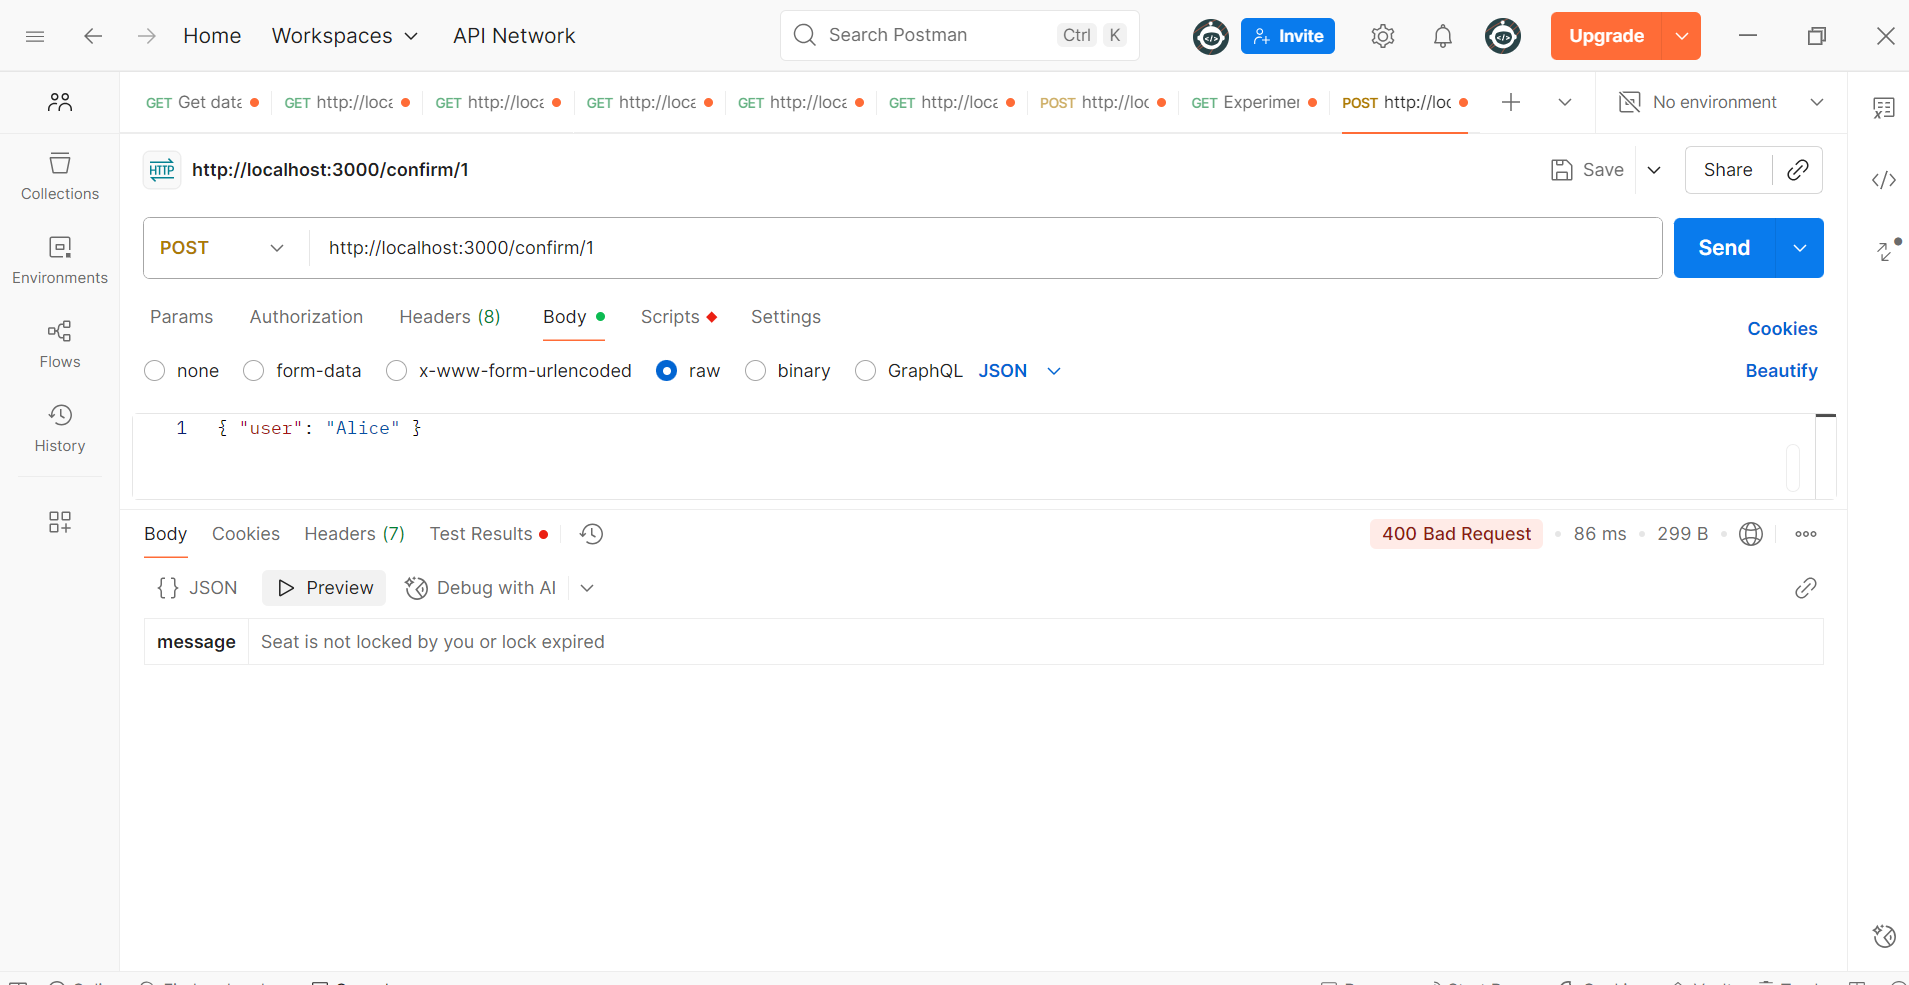 Home Workspaces API Network Search Postman Ctrl K Invite Upgrade
GET Get data GET http://loca GET http://loca GET http://loca GET http://loca GET http://loca POST http://loc GET Experimen POST http://loc No environment
HTTP http://localhost:3000/confirm/1 Save Share
Collections
POST http://localhost:3000/confirm/1 Send
Environments
Params Authorization Headers (8) Body Scripts Settings Cookies
Flows
none form-data x-www-form-urlencoded raw binary GraphQL JSON Beautify
1 { "user": "Alice" }
History
Body Cookies Headers (7) Test Results 400 Bad Request 86 ms 299 B
{} JSON Preview Debug with AI
message Seat is not locked by you or lock expired